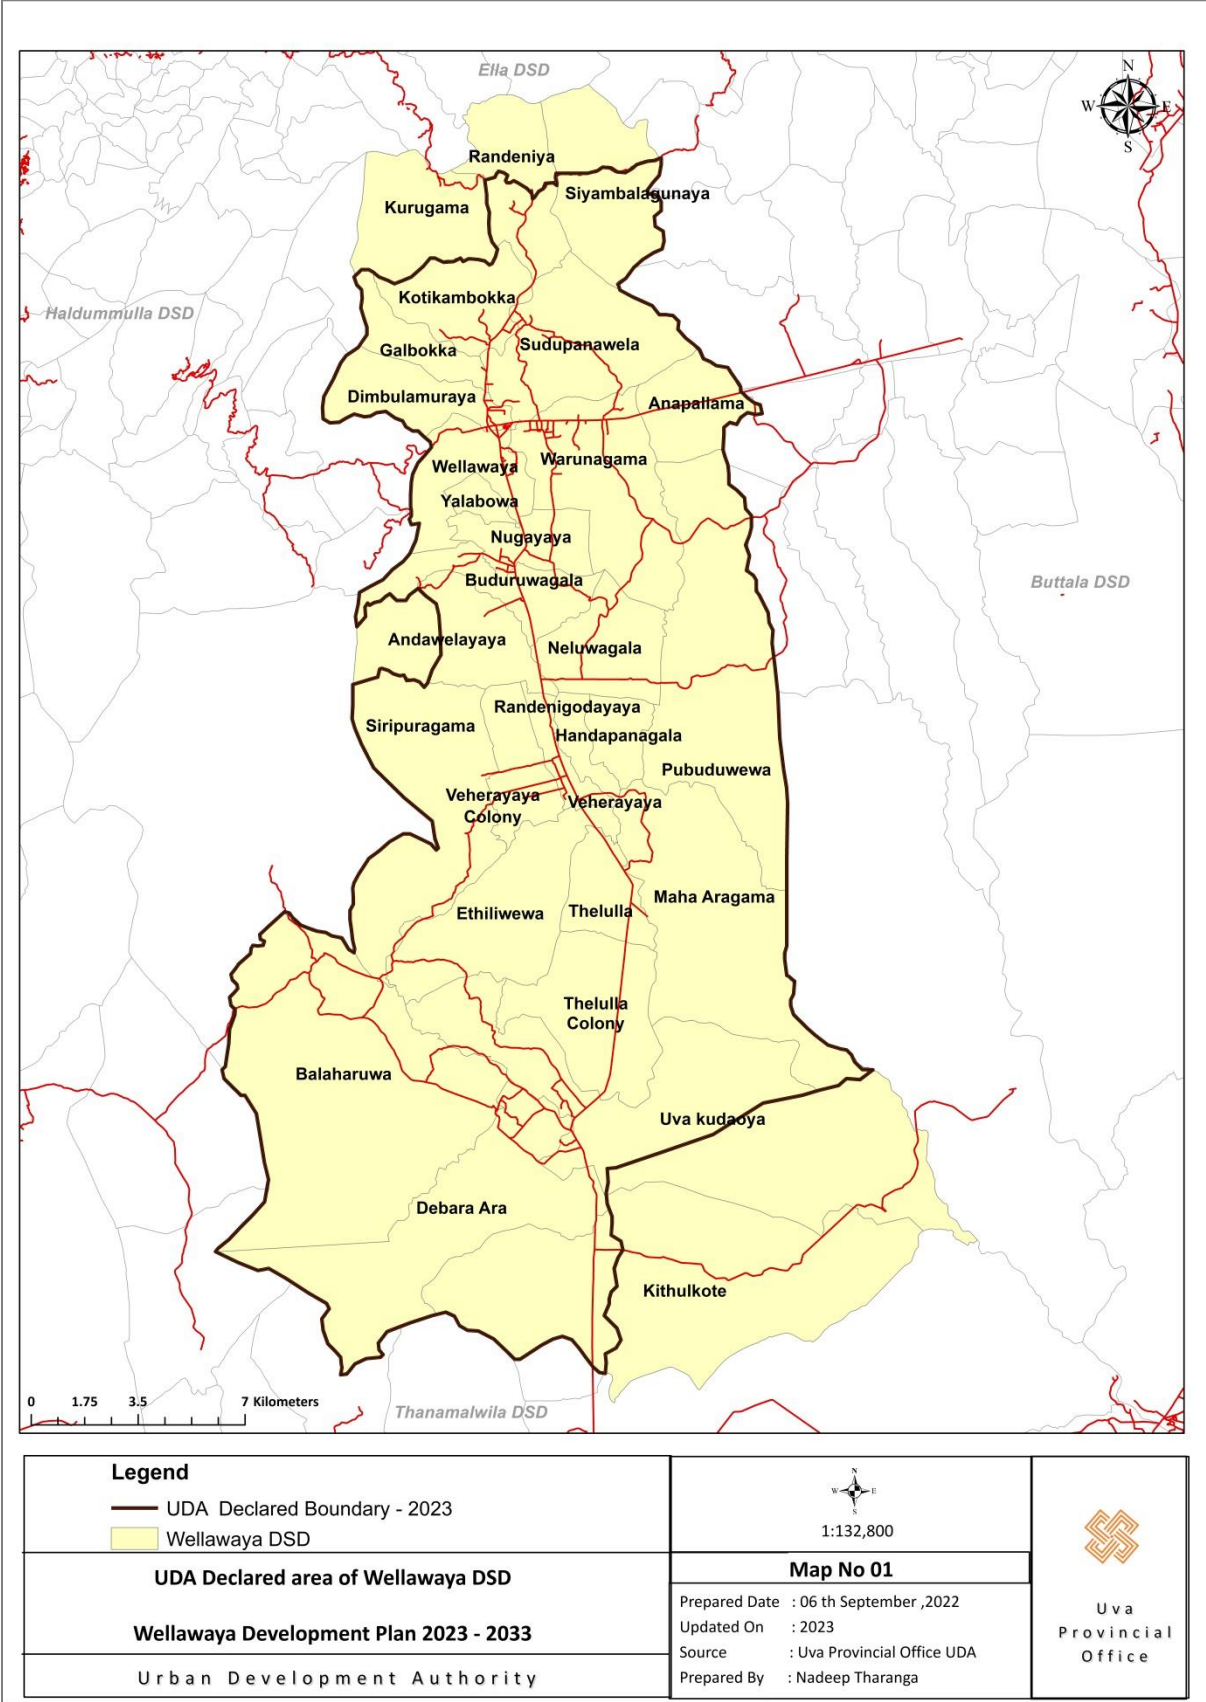 Ella DSD
N
W
E
S
Randeniya
Siyambalagunaya
Kurugama
Kotikambokka
Haldummulla DSD
Sudupanawela
Galbokka
Dimbulamuraya
Anapallama
Warunagama
Wellawaya
Yalabowa
Nugayaya
Buduruwagala
Buttala DSD
Andawelayaya
Neluwagala
Randenigodayaya
Siripuragama
Handapanagala
Pubuduwewa
Veherayaya
Colony
Veherayaya
Maha Aragama
Ethiliwewa
Thelulla
Thelulla
Colony
Balaharuwa
Uva kudaoya
Debara Ara
Kithulkote
0 1.75 3.5 7 Kilometers
Thanamalwila DSD
Legend
UDA Declared Boundary - 2023
Wellawaya DSD
UDA Declared area of Wellawaya DSD
Wellawaya Development Plan 2023 - 2033
Urban Development Authority
N
W
E
S
1:132,800
Map No 01
Prepared Date : 06 th September ,2022
Updated On : 2023
Source : Uva Provincial Office UDA
Prepared By : Nadeep Tharanga
Uva
Provincial
Office